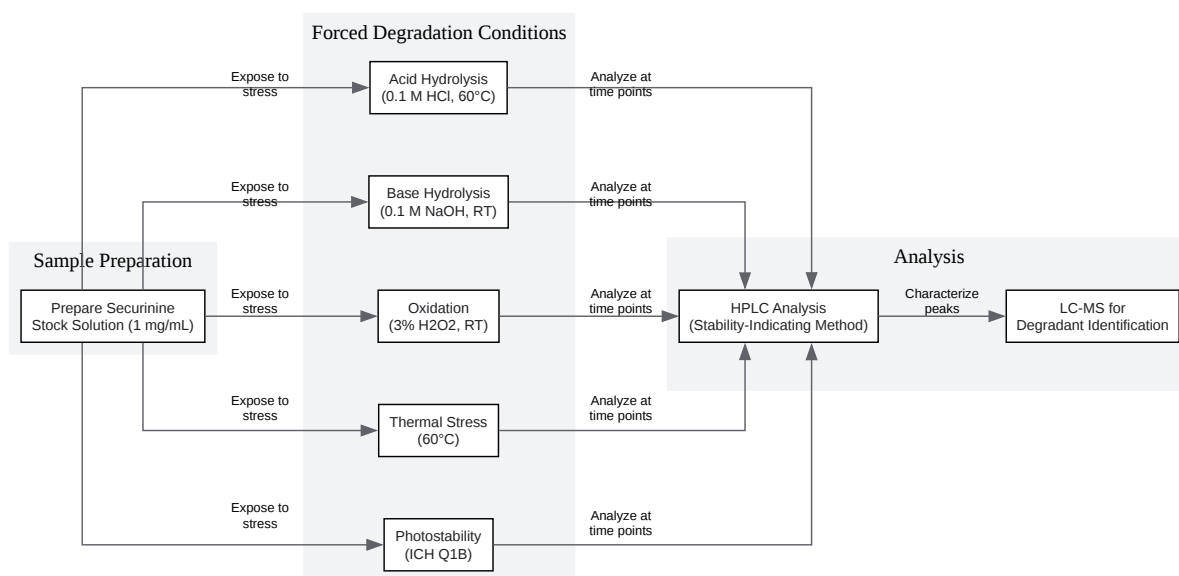 Forced Degradation Conditions
Expose to
stress
Acid Hydrolysis
(0.1 M HCl, 60°C)
Analyze at
time points
Expose to
stress
Base Hydrolysis
(0.1 M NaOH, RT)
Analyze at
time points
Sample Preparation
Prepare Securinine
Stock Solution (1 mg/mL)
Expose to
stress
Oxidation
(3% H2O2, RT)
Analyze at
time points
Analysis
HPLC Analysis
(Stability-Indicating Method)
Characterize
peaks
LC-MS for
Degradant Identification
Expose to
stress
Thermal Stress
(60°C)
Analyze at
time points
Expose to
stress
Photostability
(ICH Q1B)
Analyze at
time points